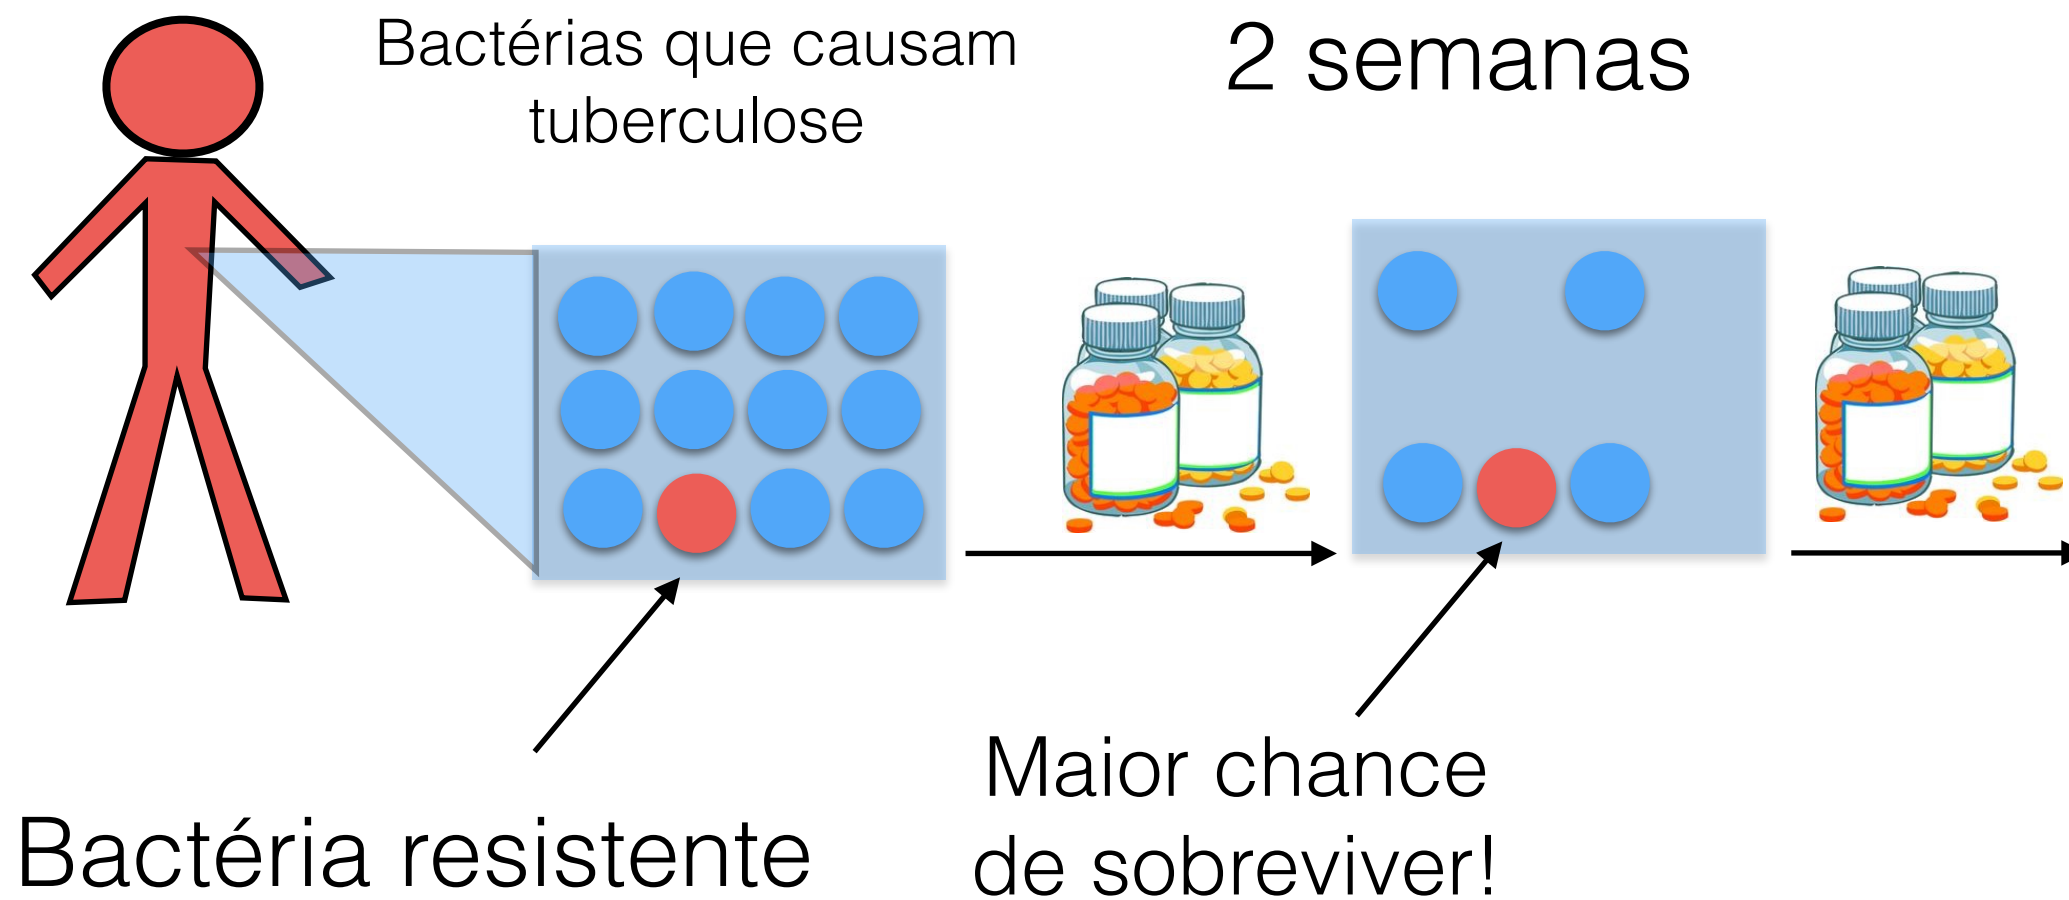 Bactérias que causam
tuberculose
2 semanas
Bactéria resistente
Maior chance
de sobreviver!